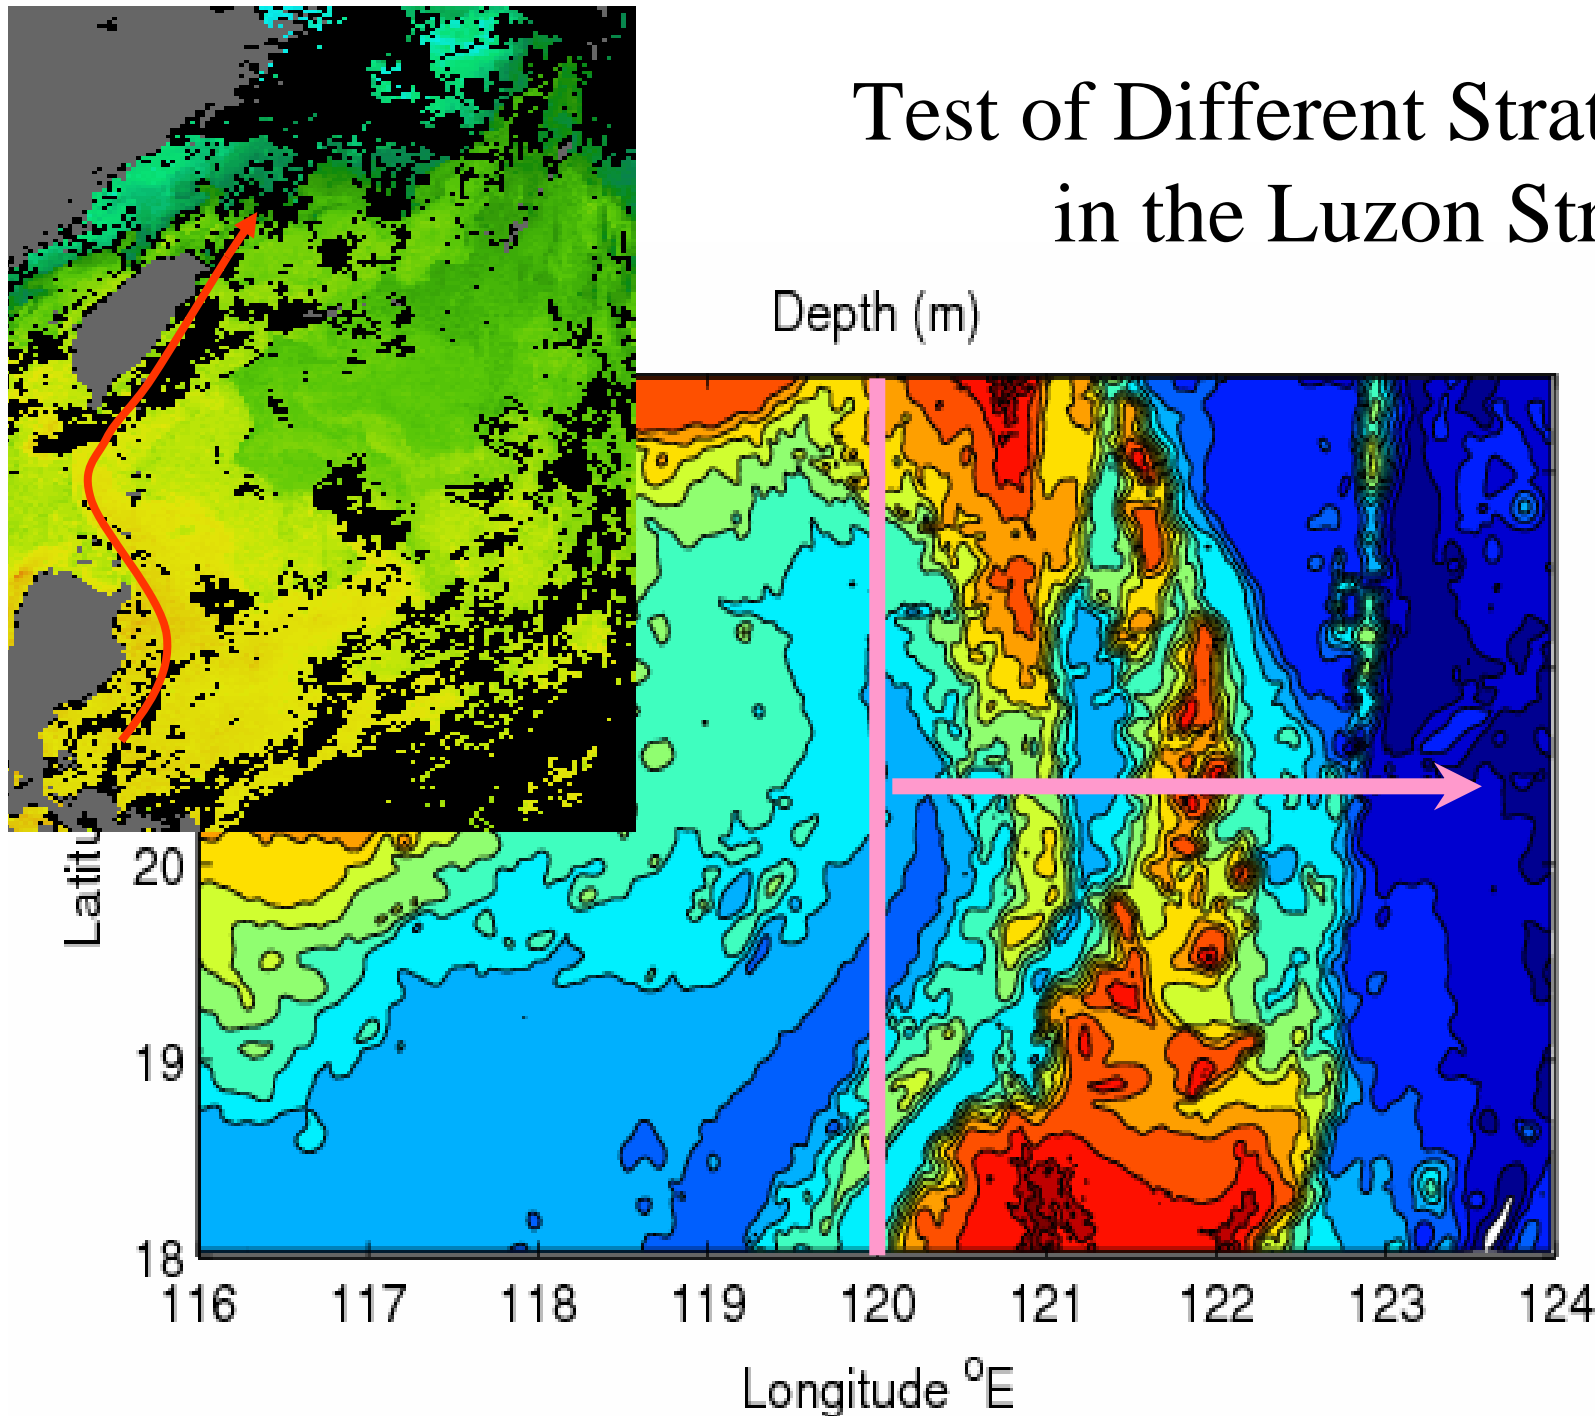 Test of Different Strat
in the Luzon Str
Depth (m)
Latitu
20
19
18
116 117 118 119 120 121 122 123 124
Longitude °E